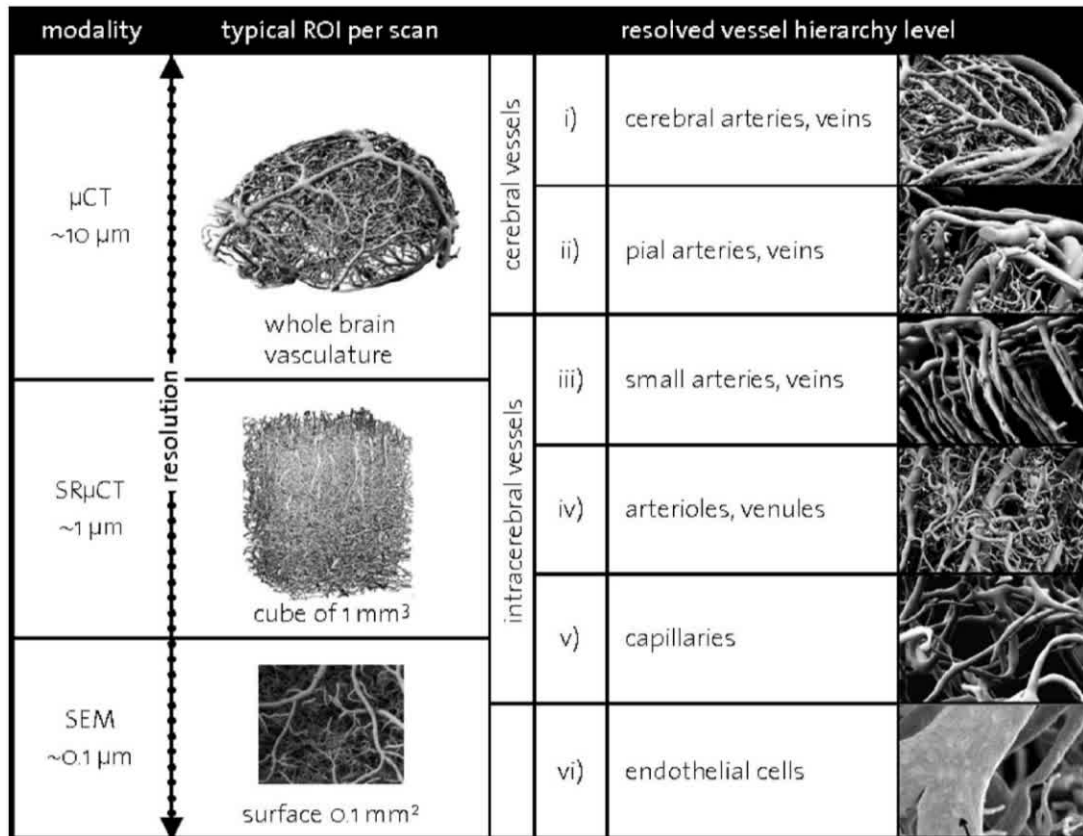 modality
typical ROI per scan
resolved vessel hierarchy level
µCT
~10 µm
whole brain
vasculature
resolution
SRµCT
~1 µm
cube of 1 mm³
SEM
~0.1 µm
surface 0.1 mm²
cerebral vessels
i)
cerebral arteries, veins
ii)
pial arteries, veins
intracerebral vessels
iii)
small arteries, veins
iv)
arterioles, venules
v)
capillaries
vi)
endothelial cells